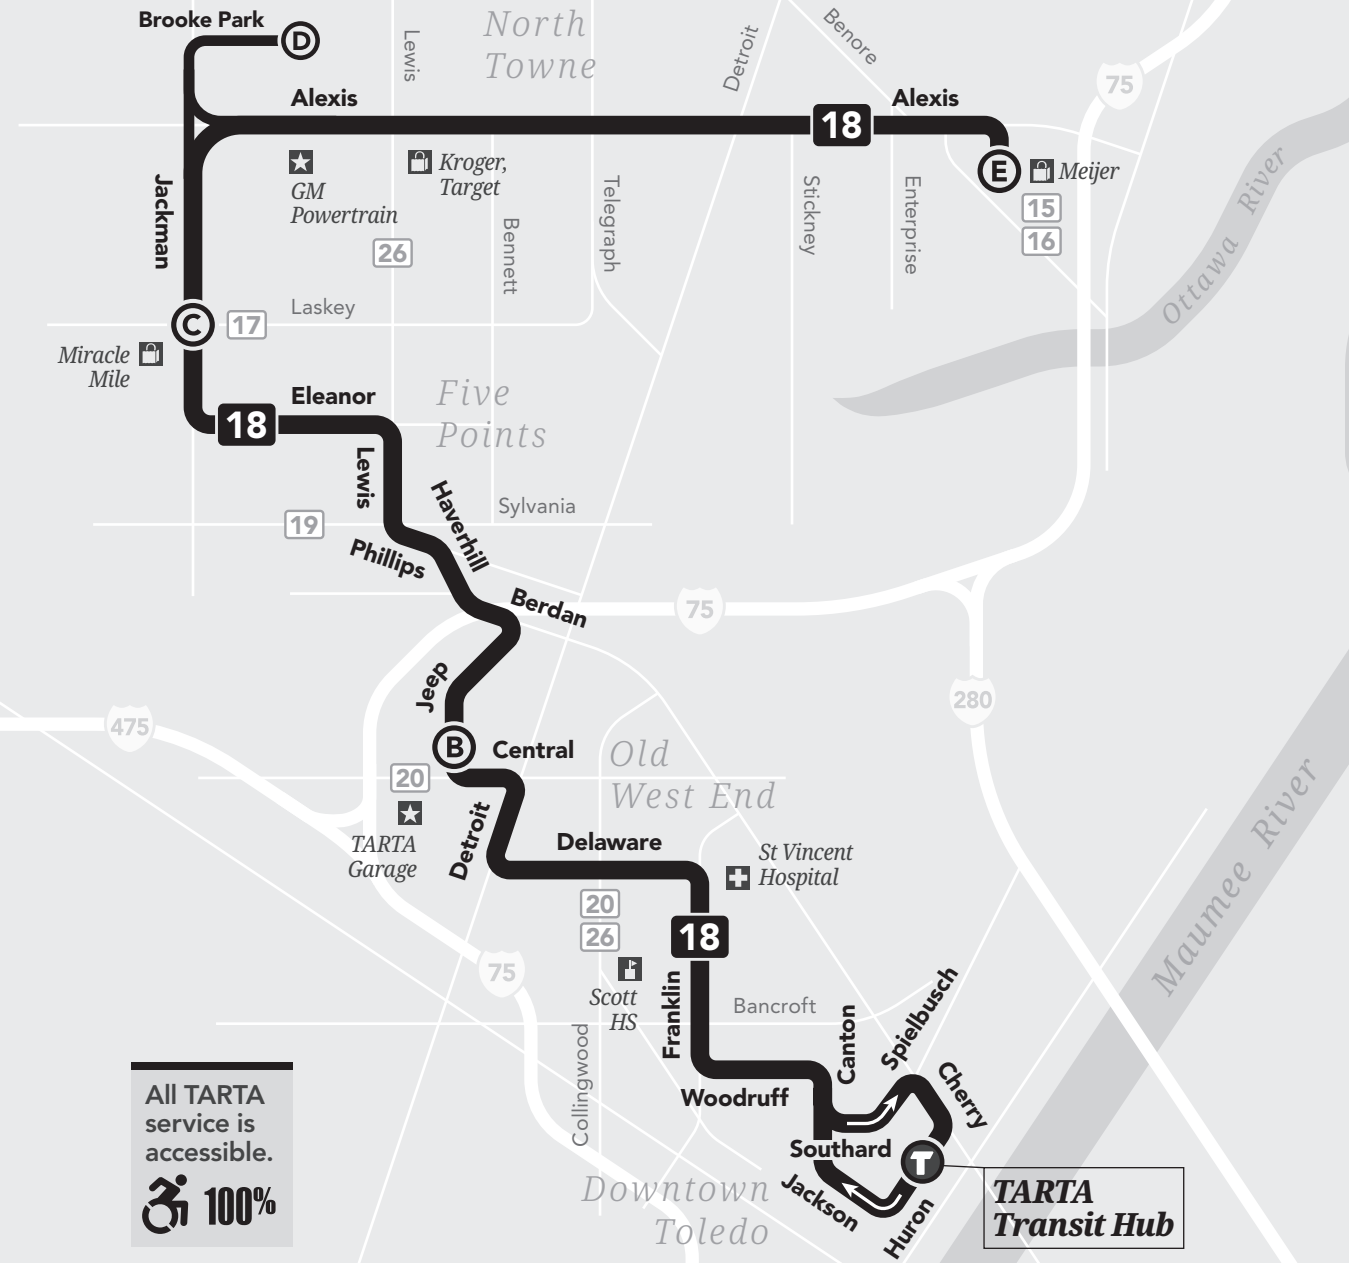 Brooke Park
D
Lewis
North
Towne
Detroit
Benore
75
Alexis
18
Alexis
E
Meijer
15
16
GM
Powertrain
Kroger,
Target
26
Bennett
Telegraph
Stickney
Enterprise
Ottawa River
Jackman
C
17
Laskey
Miracle
Mile
18
Eleanor
Five
Points
Lewis
Haverhill
Sylvania
19
Phillips
Berdan
75
Jeep
280
475
B
Central
20
Old
West End
TARTA
Garage
Detroit
Delaware
St Vincent
Hospital
20
26
18
Maumee River
75
Scott
HS
Franklin
Bancroft
Canton
Spielbusch
Cherry
Collingwood
Woodruff
Southard
T
Jackson
Huron
Downtown
Toledo
TARTA
Transit Hub
All TARTA
service is
accessible.
100%